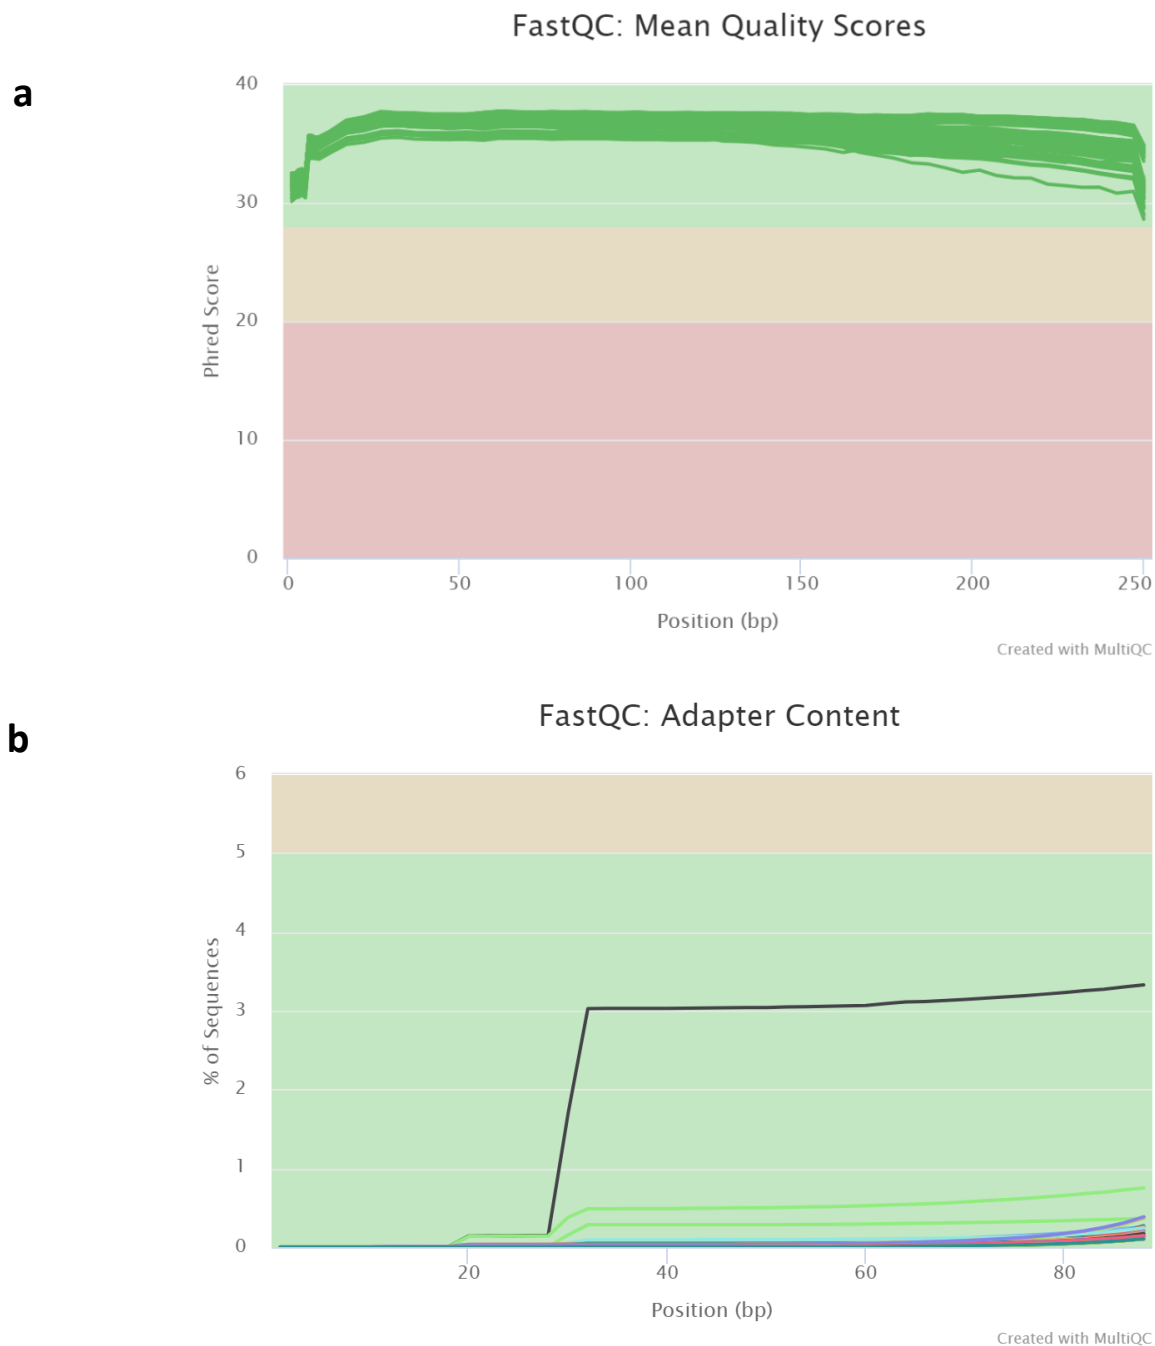 FastQC: Mean Quality Scores
a
40
30
20
10
0
Phred Score
0 50 100 150 200 250
Position (bp)
Created with MultiQC
FastQC: Adapter Content
b
6
5
4
3
2
1
0
% of Sequences
20 40 60 80
Position (bp)
Created with MultiQC